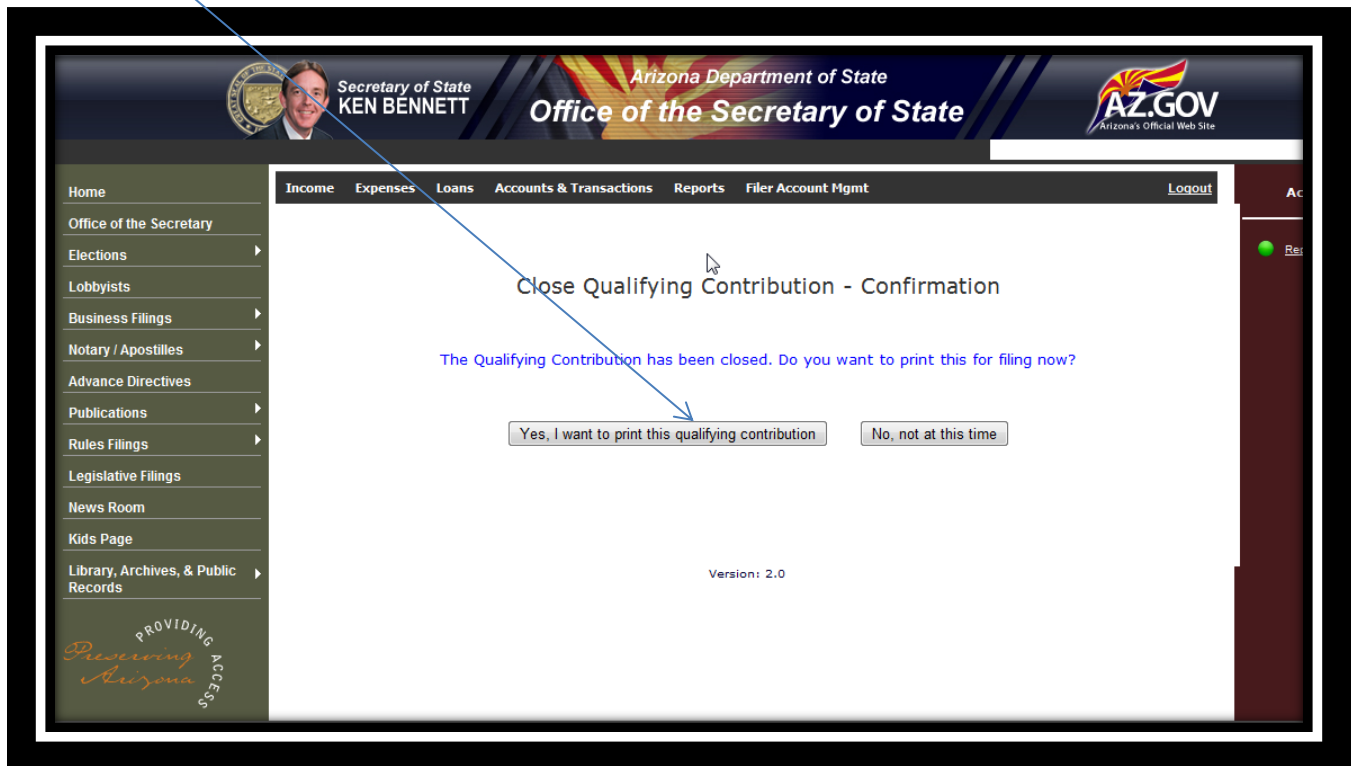 Secretary of State
KEN BENNETT
Arizona Department of State
Office of the Secretary of State
AZ.GOV
Arizona's Official Web Site
Home
Office of the Secretary
Elections
Lobbyists
Business Filings
Notary / Apostilles
Advance Directives
Publications
Rules Filings
Legislative Filings
News Room
Kids Page
Library, Archives, & Public
Records
PROVIDING ACCESS
Preserving
Arizona
Income Expenses Loans Accounts & Transactions Reports Filer Account Mgmt Logout
Close Qualifying Contribution - Confirmation
The Qualifying Contribution has been closed. Do you want to print this for filing now?
Yes, I want to print this qualifying contribution No, not at this time
Version: 2.0